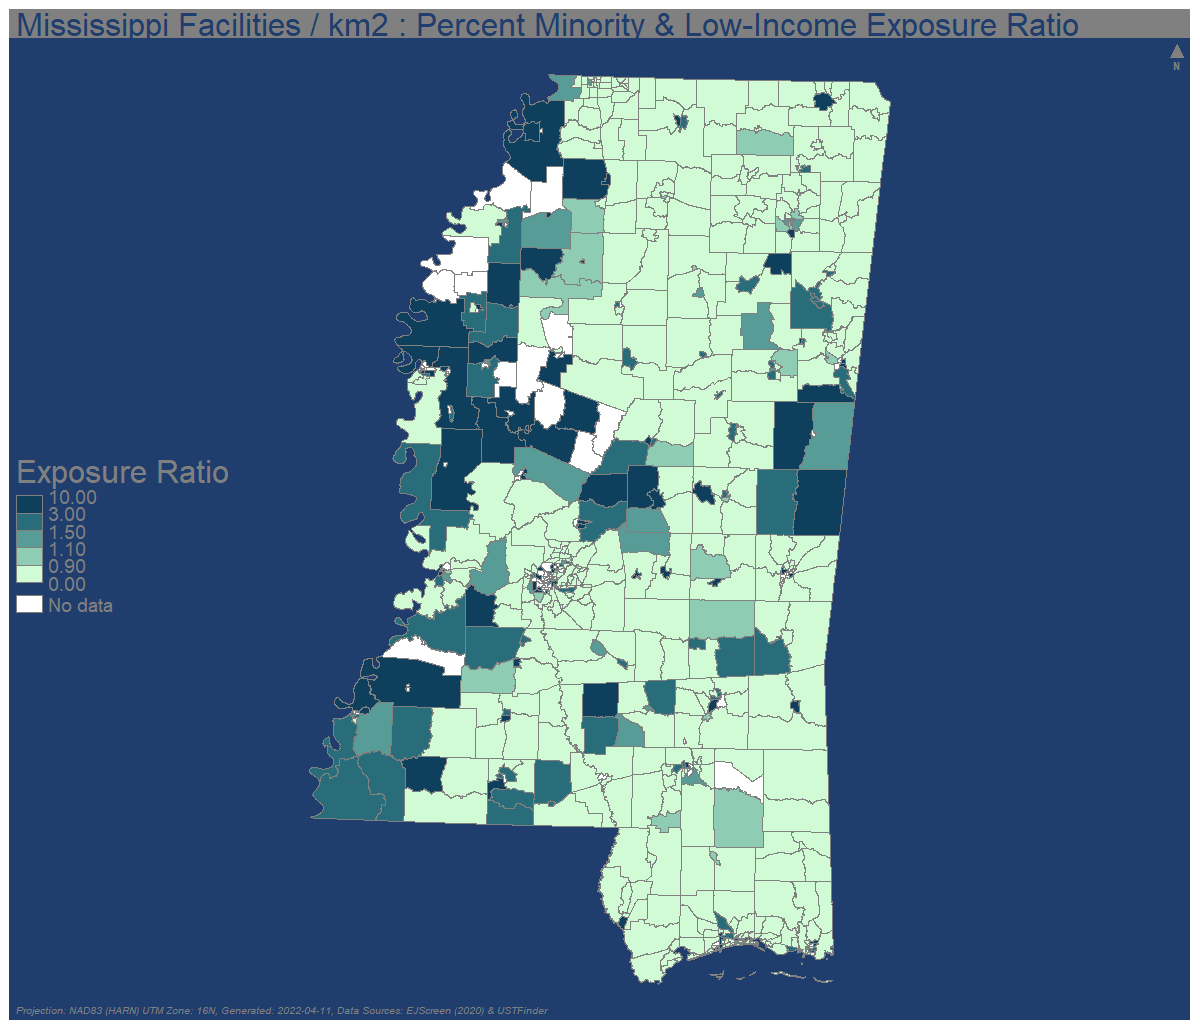 Mississippi Facilities / km2 : Percent Minority & Low-Income Exposure Ratio
N
Exposure Ratio
10.00
3.00
1.50
1.10
0.90
0.00
No data
Projection: NAD83 (HARN) UTM Zone: 16N, Generated: 2022-04-11, Data Sources: EJScreen (2020) & USTFinder